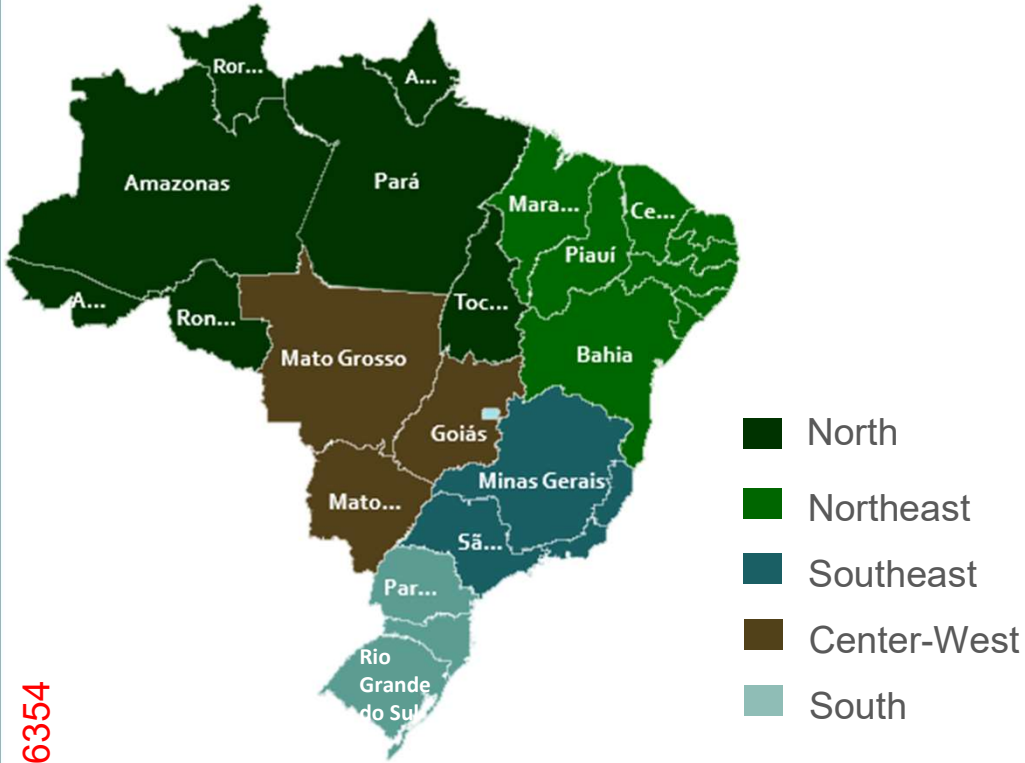 Ror...
A...
Amazonas
Pará
Mara...
Ce...
Piauí
A...
Ron...
Toc...
Mato Grosso
Bahia
Goiás
Minas Gerais
Mato...
Sã...
Par...
Rio
Grande
do Sul
North
Northeast
Southeast
Center-West
South
6354